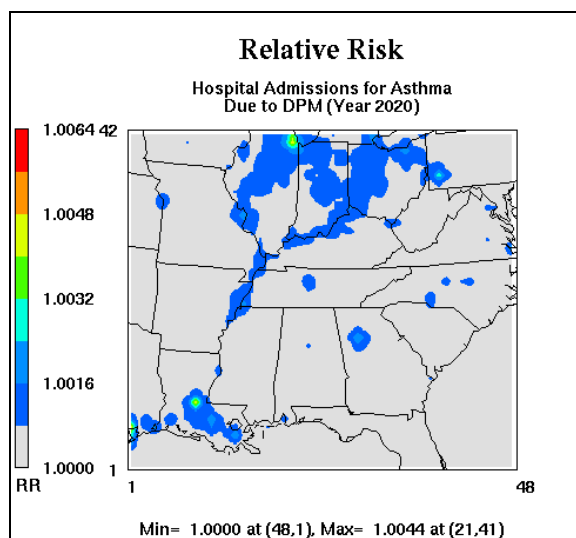 Relative Risk
Hospital Admissions for Asthma
Due to DPM (Year 2020)
1.0064
1.0048
1.0032
1.0016
1.0000
RR
42
1
1
48
Min= 1.0000 at (48,1), Max= 1.0044 at (21,41)